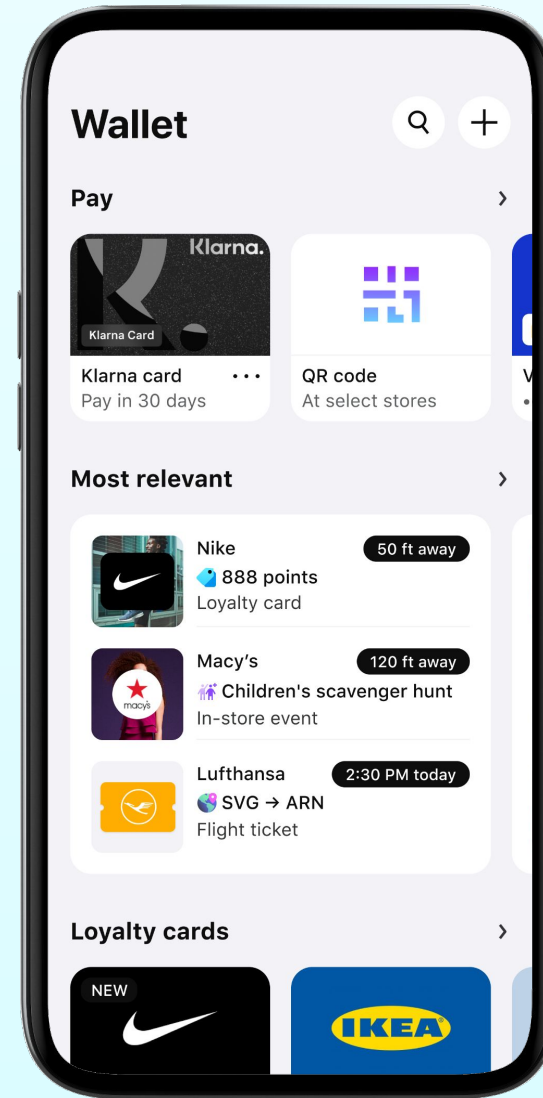 Wallet
Pay
Klarna.
Klarna Card
Klarna card
Pay in 30 days
QR code
At select stores
V
Most relevant
Nike
50 ft away
888 points
Loyalty card
Macy’s
120 ft away
macy's
Children's scavenger hunt
In-store event
Lufthansa
2:30 PM today
SVG → ARN
Flight ticket
Loyalty cards
NEW
IKEA